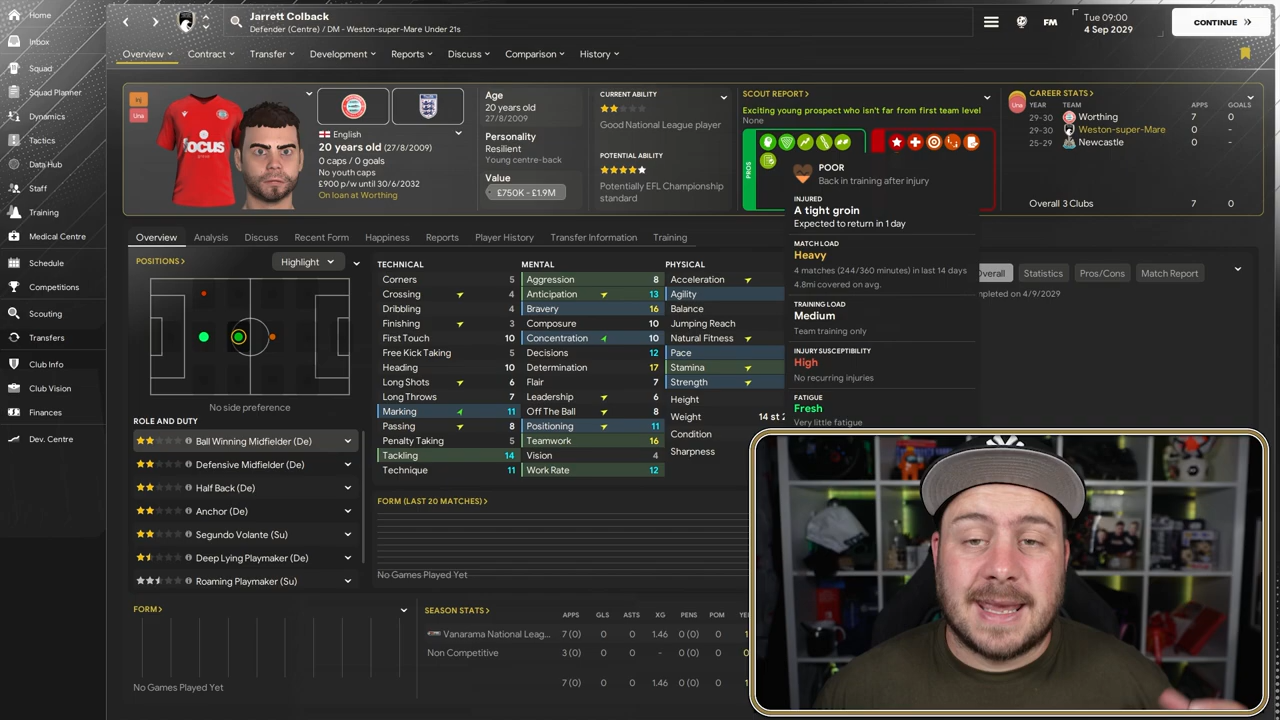 Home
Inbox
Squad
Squad Planner
Dynamics
Tactics
Data Hub
Staff
Training
Medical Centre
Schedule
Competitions
Scouting
Transfers
Club Info
Club Vision
Finances
Dev. Centre
Jarrett Colback
Defender (Centre) / DM - Weston-super-Mare Under 21s
FM
Tue 09:00
4 Sep 2029
CONTINUE
Overview
Contract
Transfer
Development
Reports
Discuss
Comparison
History
Inj
Una
focus
English
20 years old (27/8/2009)
0 caps / 0 goals
No youth caps
£900 p/w until 30/6/2032
On loan at Worthing
Age
20 years old
27/8/2009
Personality
Resilient
Young centre-back
Value
£750K - £1.9M
CURRENT ABILITY
Good National League player
POTENTIAL ABILITY
Potentially EFL Championship
standard
SCOUT REPORT
Exciting young prospect who isn't far from first team level
None
PROS
Una
CAREER STATS
YEAR TEAM APPS GOALS
29-30 Worthing 7 0
29-30 Weston-super-Mare 0 -
25-29 Newcastle 0 -
Overall 3 Clubs 7 0
POOR
Back in training after injury
INJURED
A tight groin
Expected to return in 1 day
MATCH LOAD
Heavy
4 matches (244/360 minutes) in last 14 days
4.8mi covered on avg.
TRAINING LOAD
Medium
Team training only
INJURY SUSCEPTIBILITY
High
No recurring injuries
FATIGUE
Fresh
Very little fatigue
Overview
Analysis
Discuss
Recent Form
Happiness
Reports
Player History
Transfer Information
Training
POSITIONS
Highlight
No side preference
ROLE AND DUTY
Ball Winning Midfielder (De)
Defensive Midfielder (De)
Half Back (De)
Anchor (De)
Segundo Volante (Su)
Deep Lying Playmaker (De)
Roaming Playmaker (Su)
TECHNICAL
Corners 5
Crossing 4
Dribbling 4
Finishing 3
First Touch 10
Free Kick Taking 5
Heading 10
Long Shots 6
Long Throws 7
Marking 11
Passing 8
Penalty Taking 5
Tackling 14
Technique 11
MENTAL
Aggression 8
Anticipation 13
Bravery 16
Composure 10
Concentration 10
Decisions 12
Determination 17
Flair 7
Leadership 6
Off The Ball 8
Positioning 11
Teamwork 16
Vision 4
Work Rate 12
PHYSICAL
Acceleration
Agility
Balance
Jumping Reach
Natural Fitness
Pace
Stamina
Strength
Height
Weight 14 st
Condition
Sharpness
Overall
Statistics
Pros/Cons
Match Report
on 4/9/2029
FORM (LAST 20 MATCHES)
No Games Played Yet
FORM
No Games Played Yet
SEASON STATS APPS GLS ASTS XG PENS POM
Vanarama National Leag... 7 (0) 0 0 1.46 0 (0) 0
Non Competitive 3 (0) 0 0 - 0 (0) 0
7 (0) 0 0 1.46 0 (0) 0